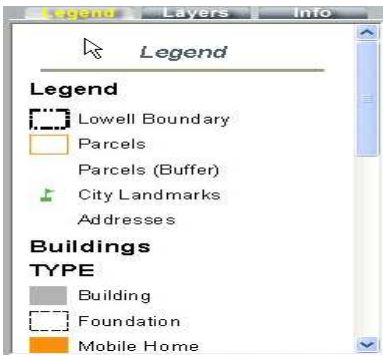 Legend Layers Info
Legend
Legend
Lowell Boundary
Parcels
Parcels (Buffer)
City Landmarks
Addresses
Buildings
TYPE
Building
Foundation
Mobile Home